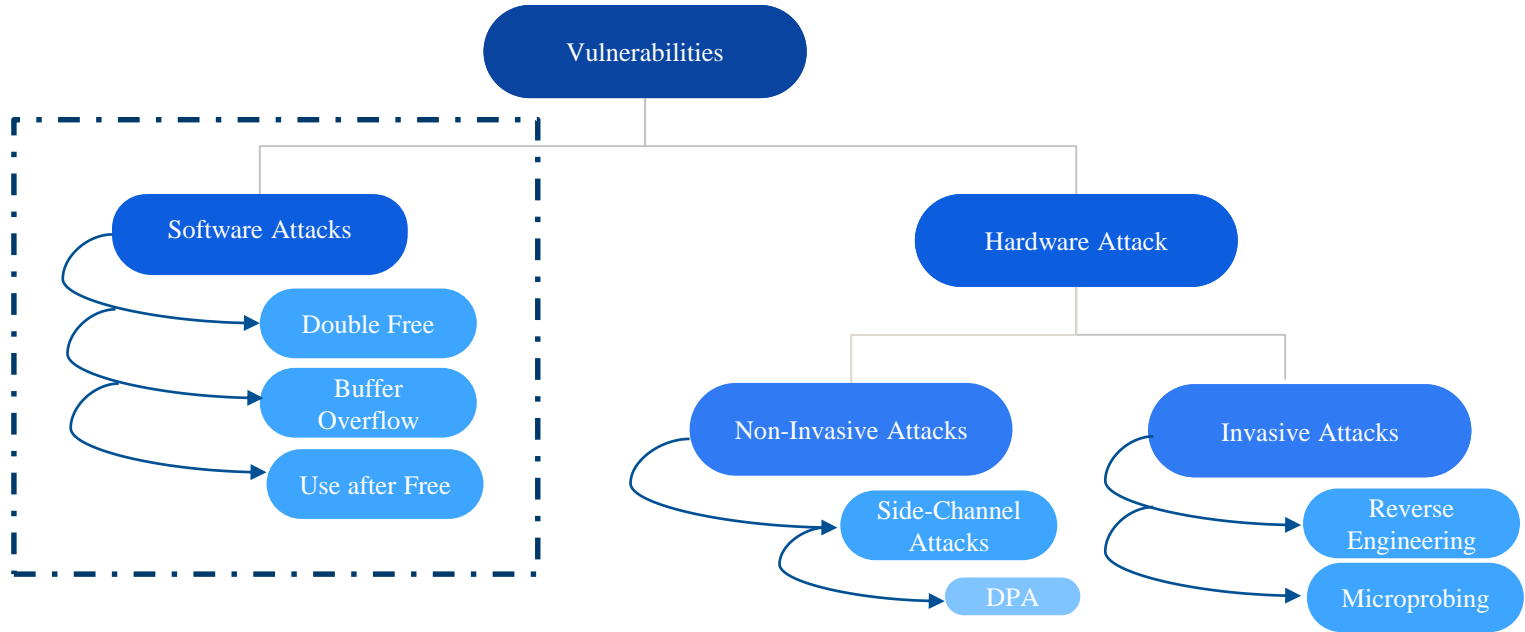 Vulnerabilities
Software Attacks
Double Free
Buffer
Overflow
Use after Free
Hardware Attack
Non-Invasive Attacks
Side-Channel
Attacks
DPA
Invasive Attacks
Reverse
Engineering
Microprobing